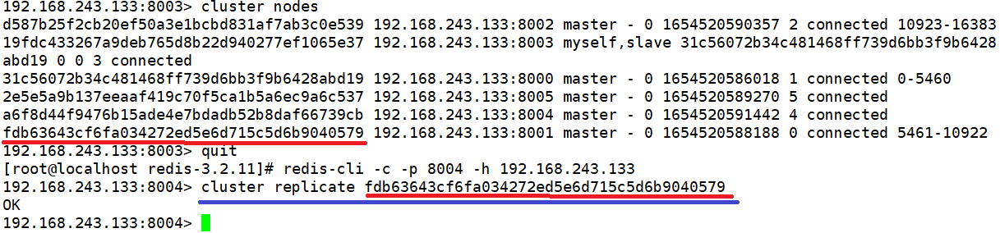 192.168.243.133:8003> cluster nodes
d587b25f2cb20ef50a3e1bcbd831af7ab3c0e539 192.168.243.133:8002 master - 0 1654520590357 2 connected 10923-16383
19fdc433267a9deb765d8b22d940277ef1065e37 192.168.243.133:8003 myself,slave 31c56072b34c481468ff739d6bb3f9b6428
abd19 0 0 3 connected
31c56072b34c481468ff739d6bb3f9b6428abd19 192.168.243.133:8000 master - 0 1654520586018 1 connected 0-5460
2e5e5a9b137eeaaf419c70f5ca1b5a6ec9a6c537 192.168.243.133:8005 master - 0 1654520589270 5 connected
a6f8d44f9476b15ade4e7bdadb52b8daf66739cb 192.168.243.133:8004 master - 0 1654520591442 4 connected
fdb63643cf6fa034272ed5e6d715c5d6b9040579 192.168.243.133:8001 master - 0 1654520588188 0 connected 5461-10922
192.168.243.133:8003> quit
[root@localhost redis-3.2.11]# redis-cli -c -p 8004 -h 192.168.243.133
192.168.243.133:8004> cluster replicate fdb63643cf6fa034272ed5e6d715c5d6b9040579
OK
192.168.243.133:8004>